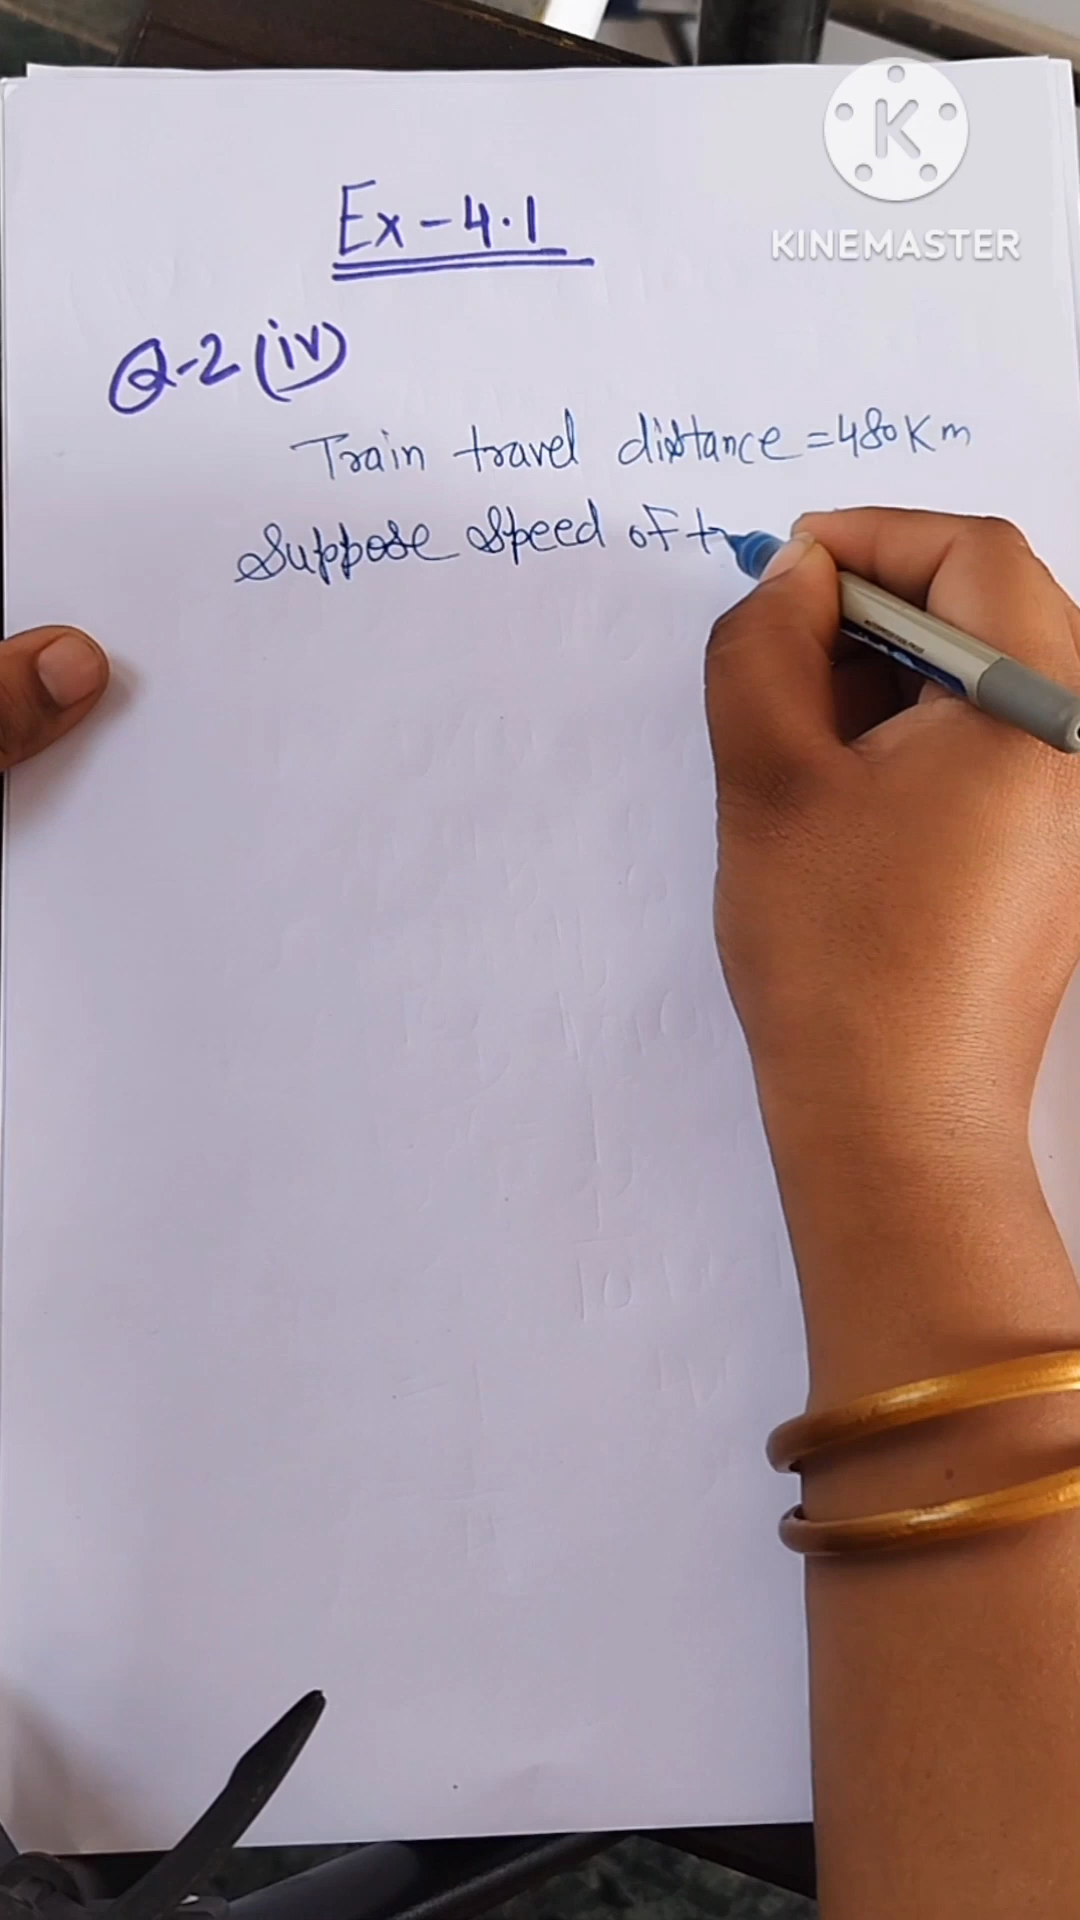 K
KINEMASTER
Ex-4.1
Q-2 (iv)
Train travel distance = 480 Km
Suppose Speed oF